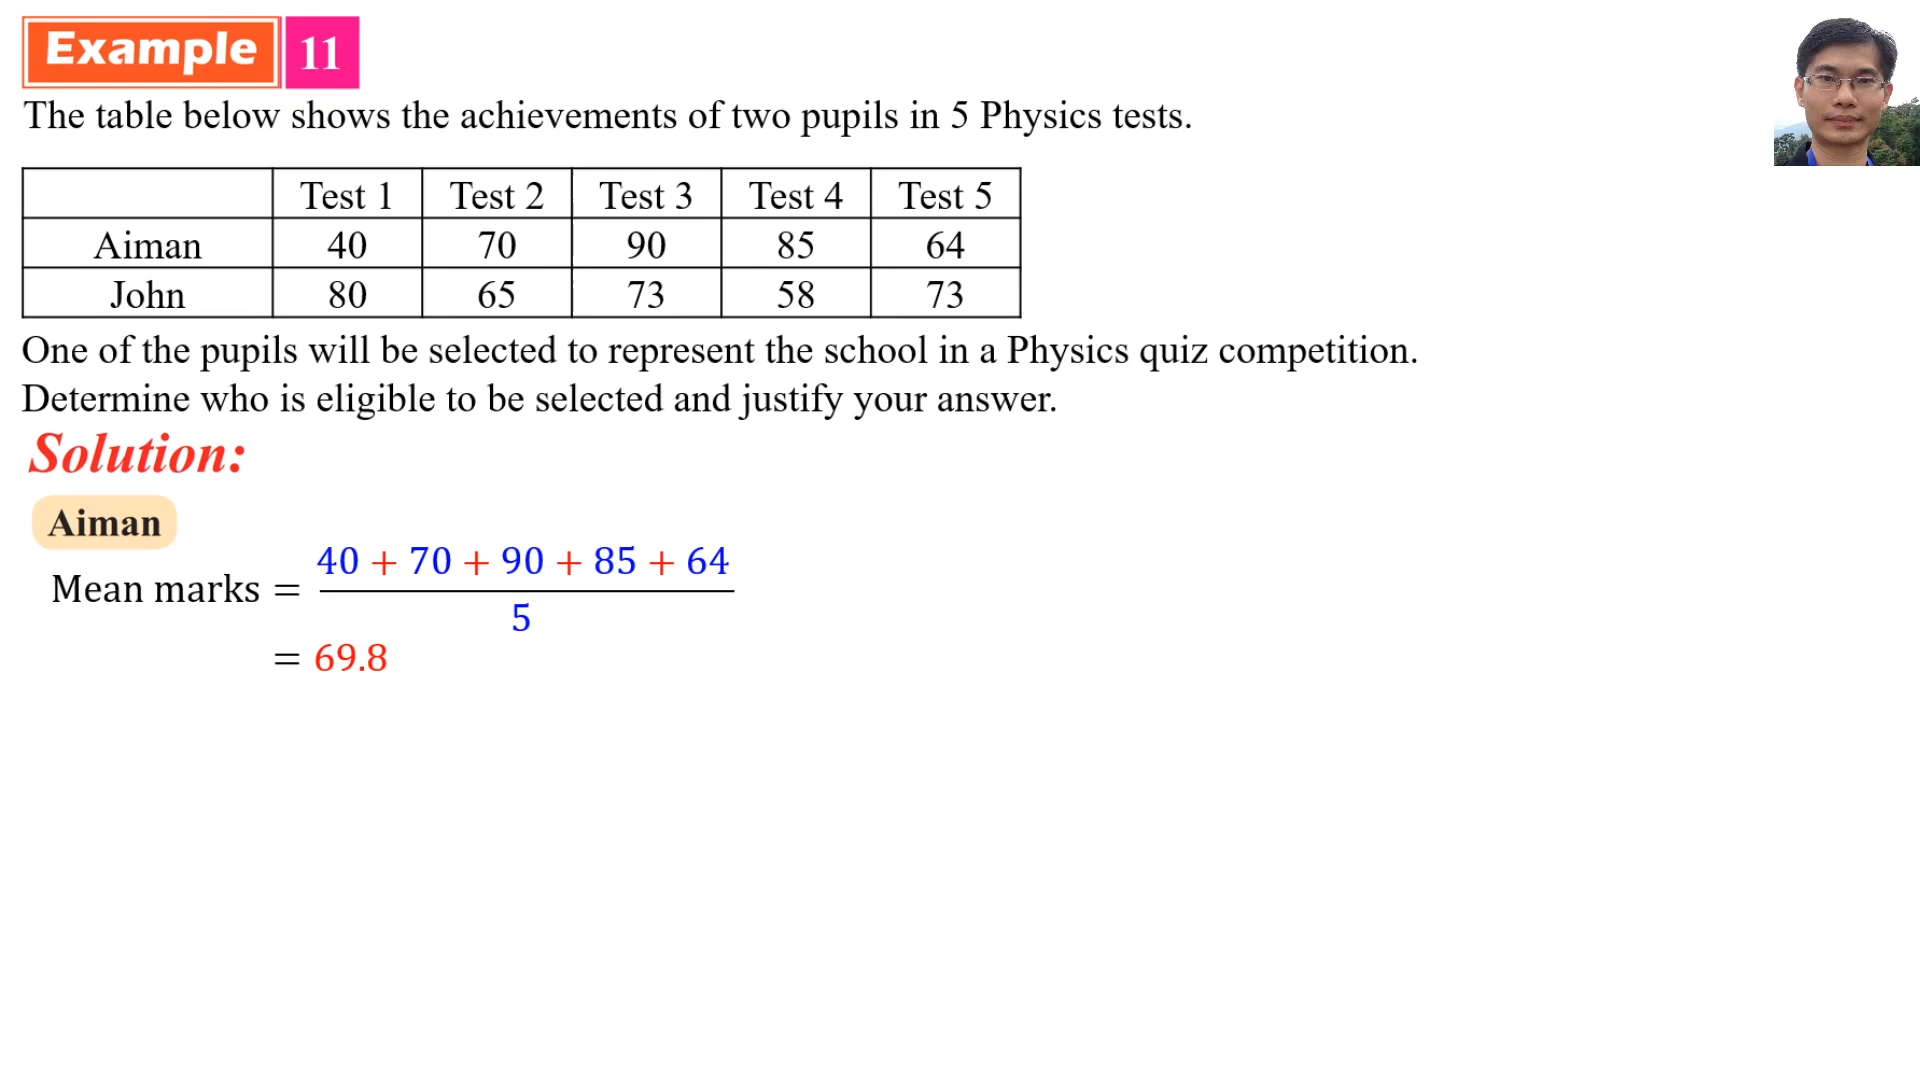 Example 11
The table below shows the achievements of two pupils in 5 Physics tests.
Test 1 Test 2 Test 3 Test 4 Test 5
Aiman 40 70 90 85 64
John 80 65 73 58 73
One of the pupils will be selected to represent the school in a Physics quiz competition.
Determine who is eligible to be selected and justify your answer.
Solution:
Aiman
40 + 70 + 90 + 85 + 64
Mean marks =
5
= 69.8